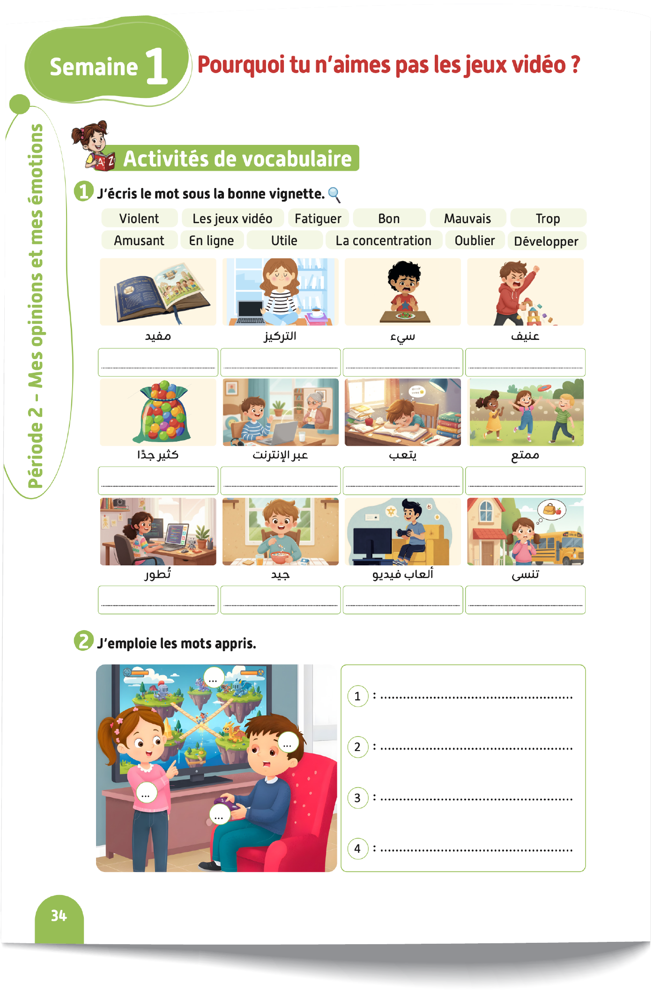 Semaine 1
Pourquoi tu n’aimes pas les jeux vidéo ?
Période 2 – Mes opinions et mes émotions
A Z
Activités de vocabulaire
1 J’écris le mot sous la bonne vignette.
Violent Les jeux vidéo Fatiguer Bon Mauvais Trop
Amusant En ligne Utile La concentration Oublier Développer
مفيد التركيز سيء عنيف
كثير جدًا عبر الإنترنت يتعب ممتع
تُطور جيد ألعاب فيديو تنسى
2 J’emploie les mots appris.
...
...
...
...
1 : ..................................................
2 : ..................................................
3 : ..................................................
4 : ..................................................
34